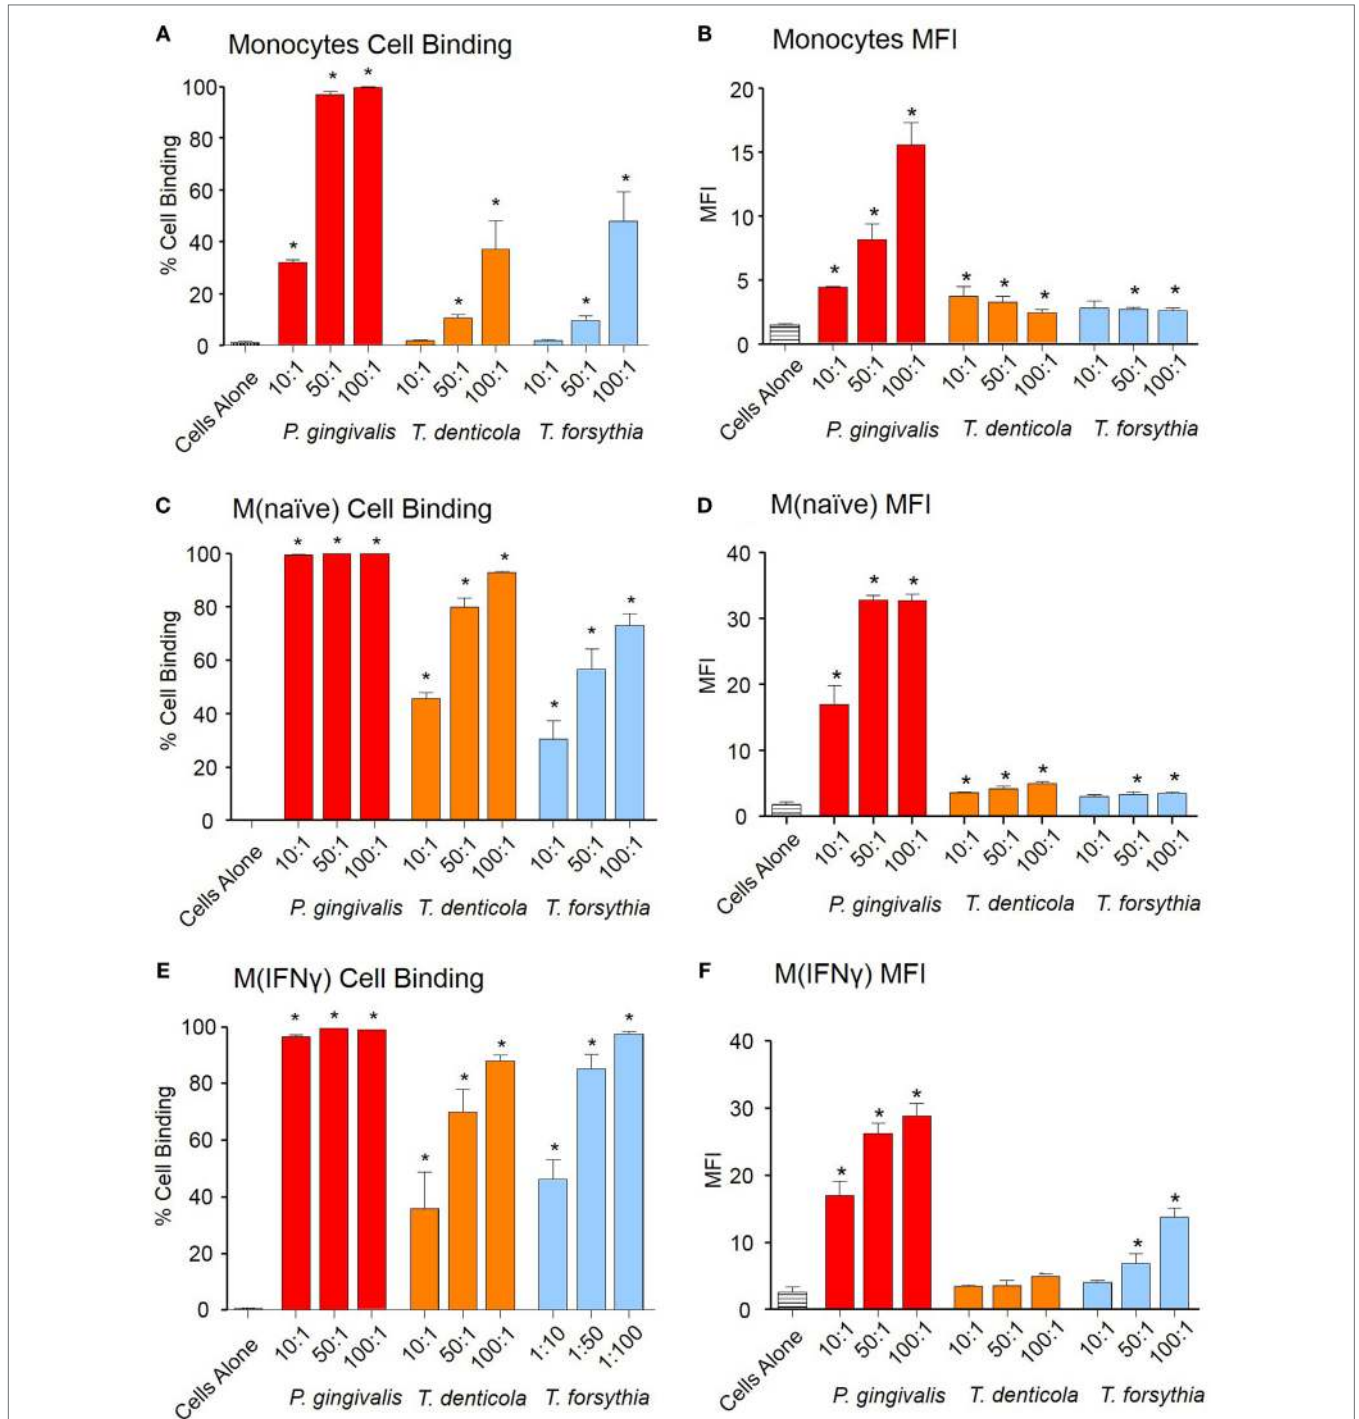 A Monocytes Cell Binding
* * * * * * *
% Cell Binding
100
80
60
40
20
0
Cells Alone 10:1 50:1 100:1 10:1 50:1 100:1 10:1 50:1 100:1
P. gingivalis T. denticola T. forsythia
B Monocytes MFI
* * * * * * * *
MFI
20
15
10
5
0
Cells Alone 10:1 50:1 100:1 10:1 50:1 100:1 10:1 50:1 100:1
P. gingivalis T. denticola T. forsythia
C M(naïve) Cell Binding
* * * * * * * * *
% Cell Binding
100
80
60
40
20
0
Cells Alone 10:1 50:1 100:1 10:1 50:1 100:1 10:1 50:1 100:1
P. gingivalis T. denticola T. forsythia
D M(naïve) MFI
* * * * * * * *
MFI
40
30
20
10
0
Cells Alone 10:1 50:1 100:1 10:1 50:1 100:1 10:1 50:1 100:1
P. gingivalis T. denticola T. forsythia
E M(IFNγ) Cell Binding
* * * * * * * * *
% Cell Binding
100
80
60
40
20
0
Cells Alone 10:1 50:1 100:1 10:1 50:1 100:1 1:10 1:50 1:100
P. gingivalis T. denticola T. forsythia
F M(IFNγ) MFI
* * * * *
MFI
40
30
20
10
0
Cells Alone 10:1 50:1 100:1 10:1 50:1 100:1 10:1 50:1 100:1
P. gingivalis T. denticola T. forsythia